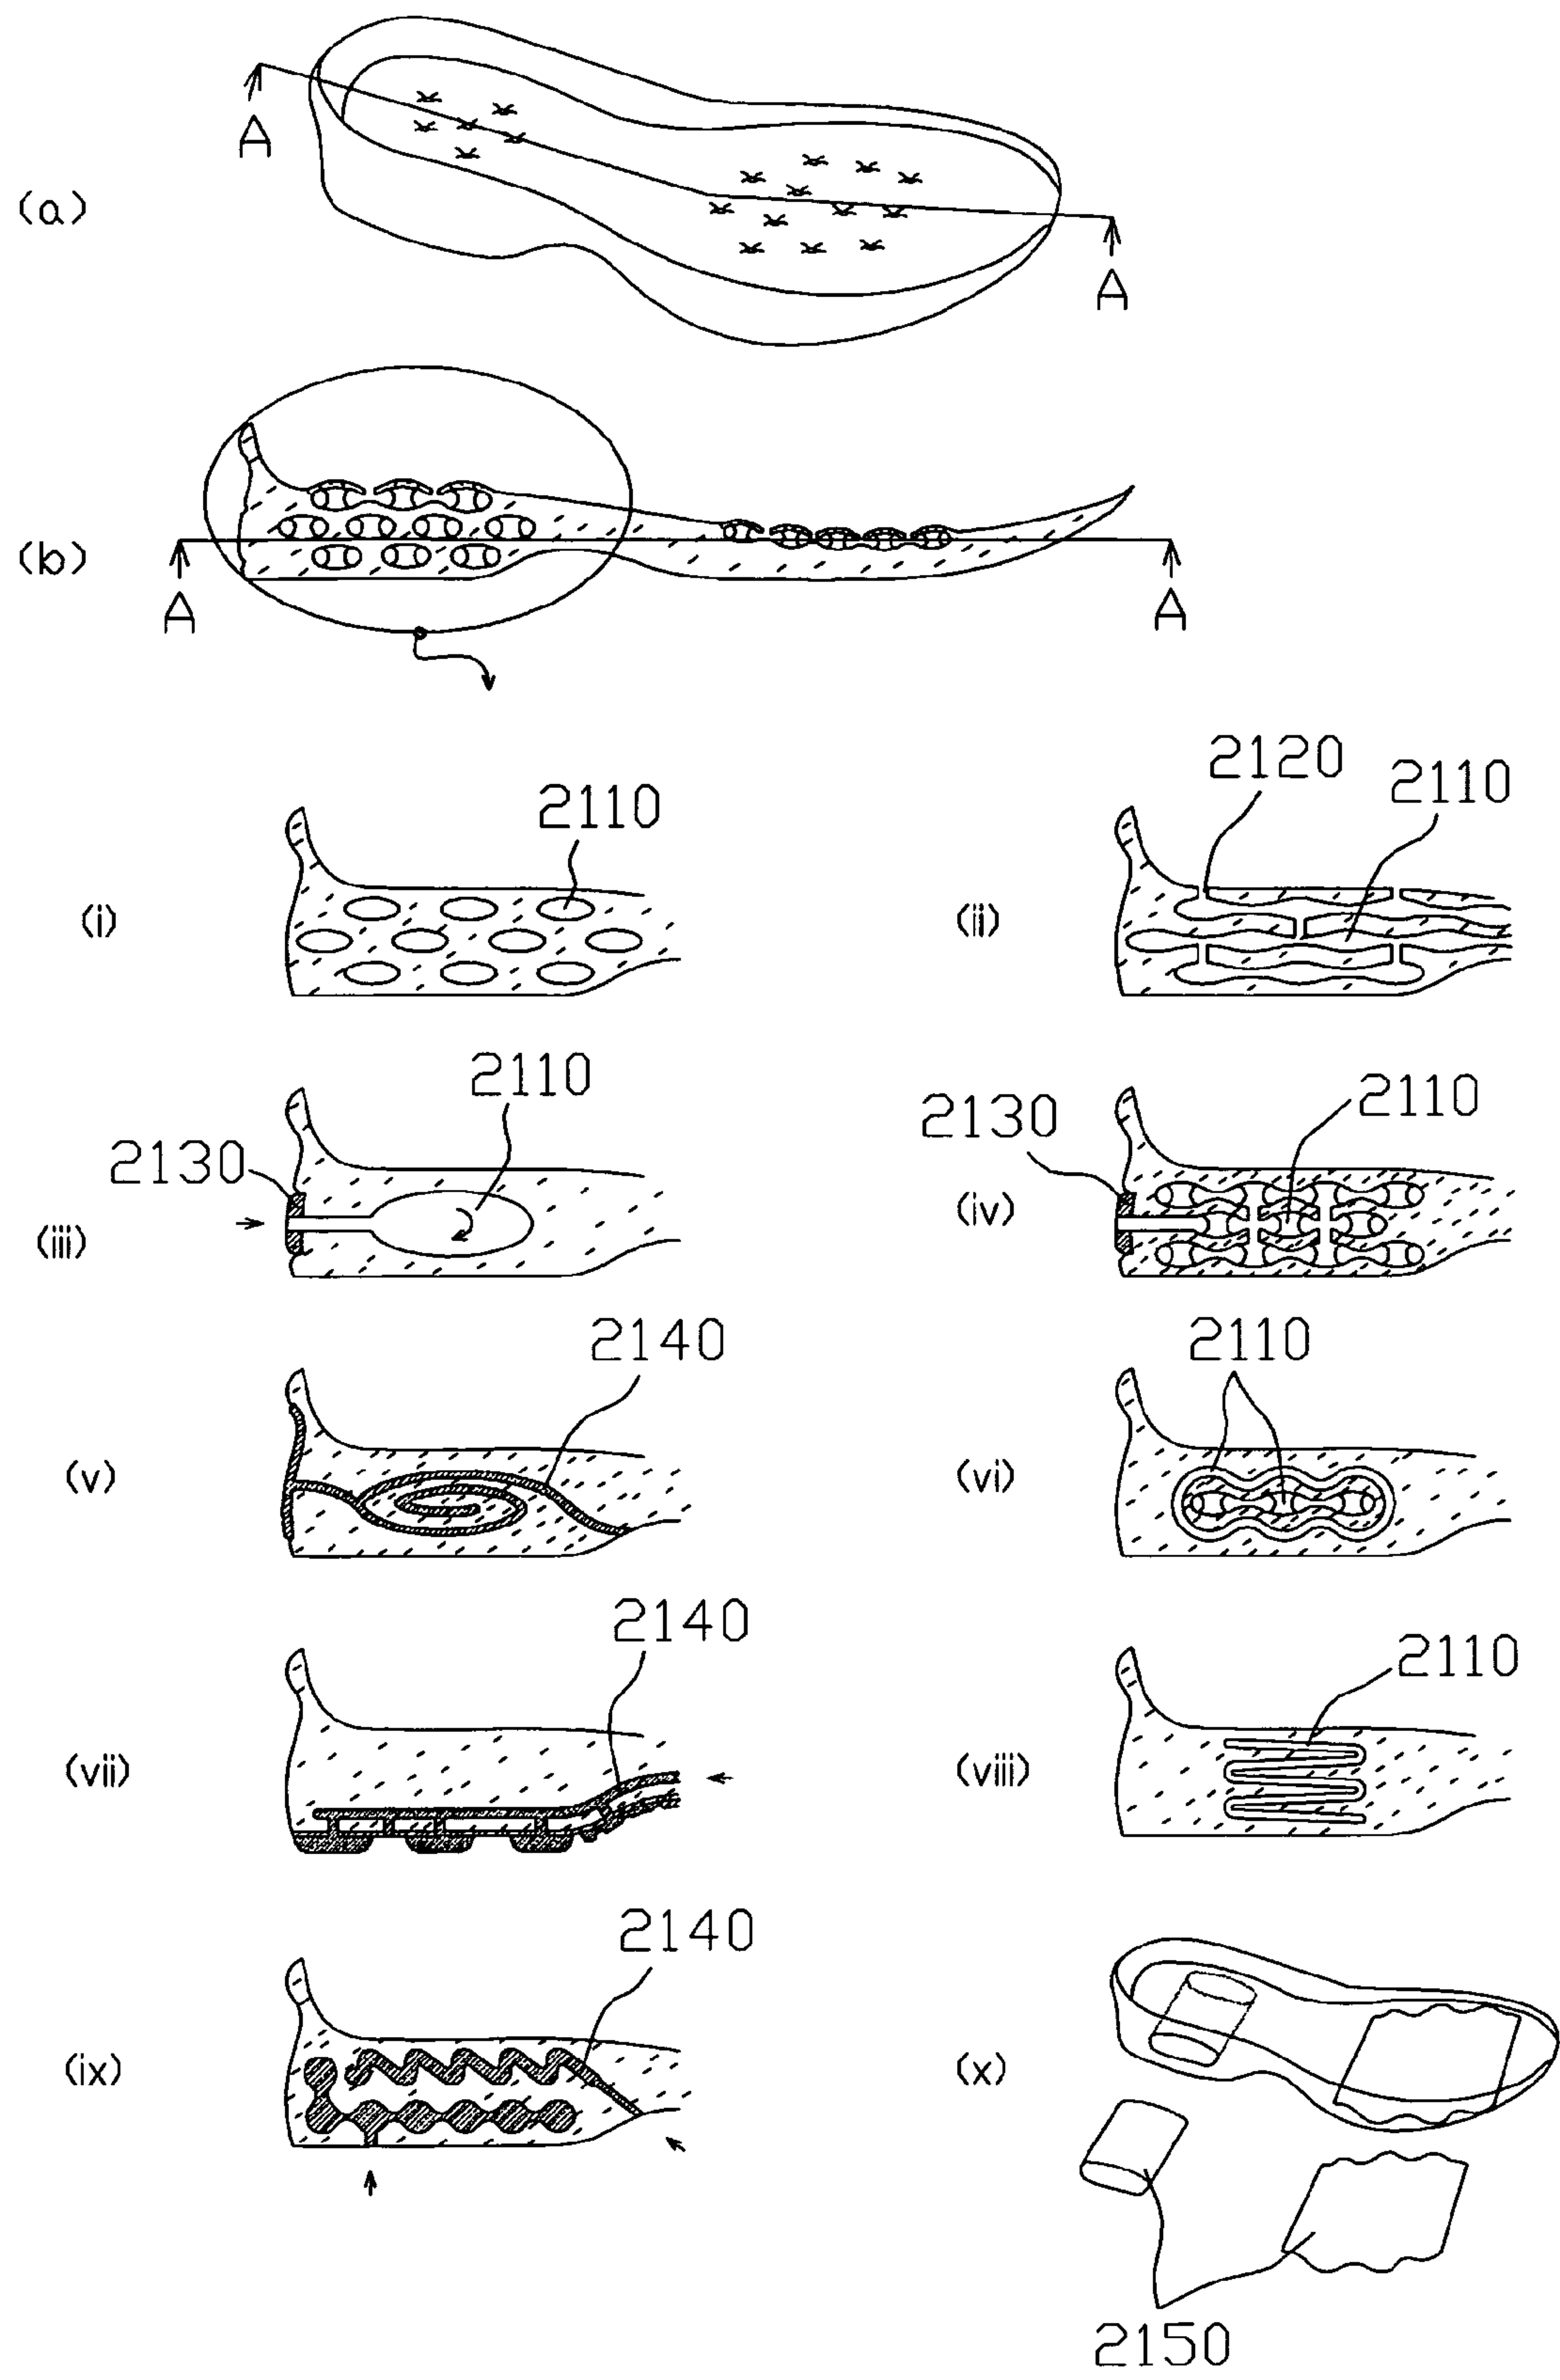 (a)
A
A
(b)
A
A
2110
(i)
2120
2110
(ii)
2110
2130
(iii)
2110
2130
(iv)
2140
(v)
2110
(vi)
2140
(vii)
2110
(viii)
2140
(ix)
(x)
2150